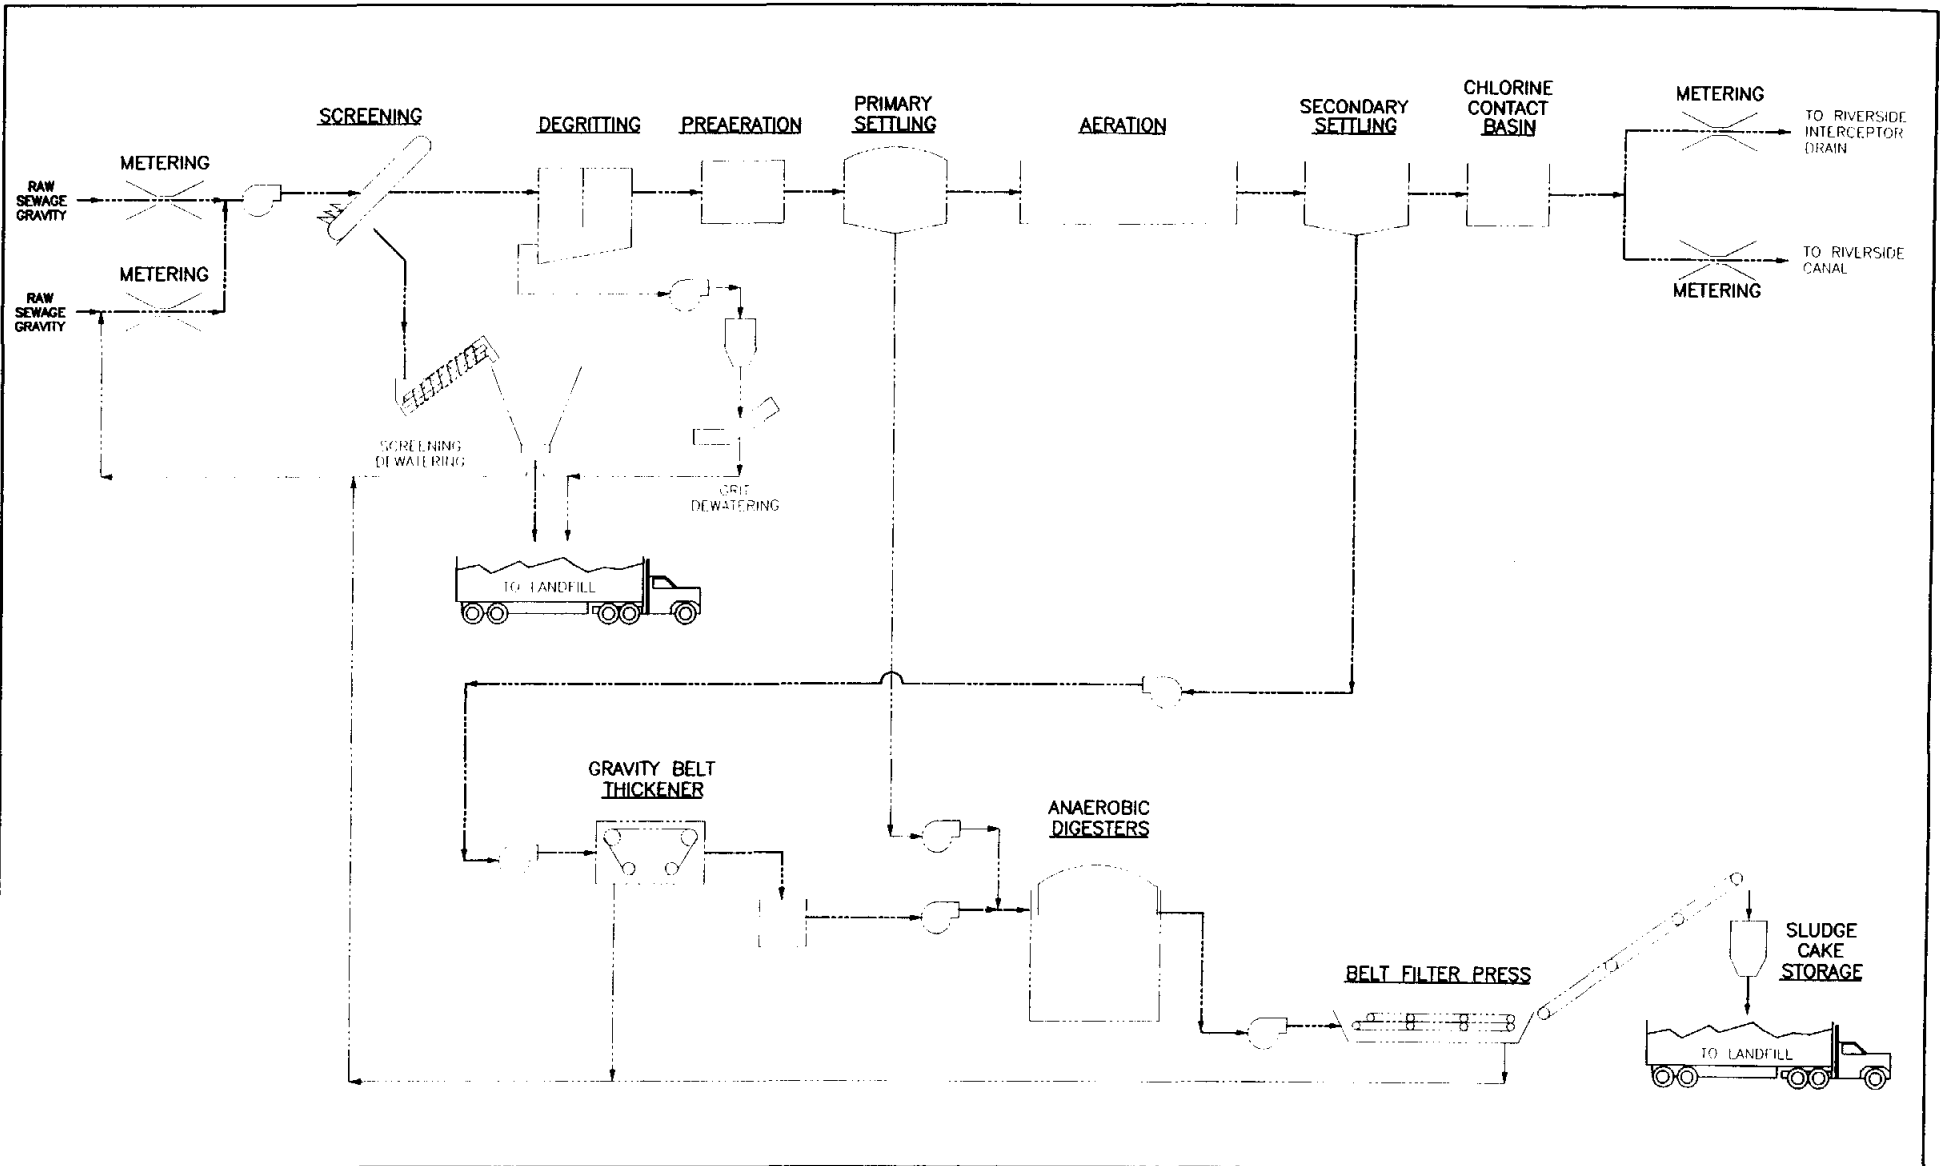 SCREENING
DEGRITTING
PREAERATION
PRIMARY
SETTLING
AERATION
SECONDARY
SETTLING
CHLORINE
CONTACT
BASIN
METERING
TO RIVERSIDE
INTERCEPTOR
DRAIN
METERING
RAW
SEWAGE
GRAVITY
TO RIVERSIDE
CANAL
METERING
METERING
RAW
SEWAGE
GRAVITY
SCREENING
DEWATERING
GRIT
DEWATERING
TO LANDFILL
GRAVITY BELT
THICKENER
ANAEROBIC
DIGESTERS
BELT FILTER PRESS
SLUDGE
CAKE
STORAGE
TO LANDFILL